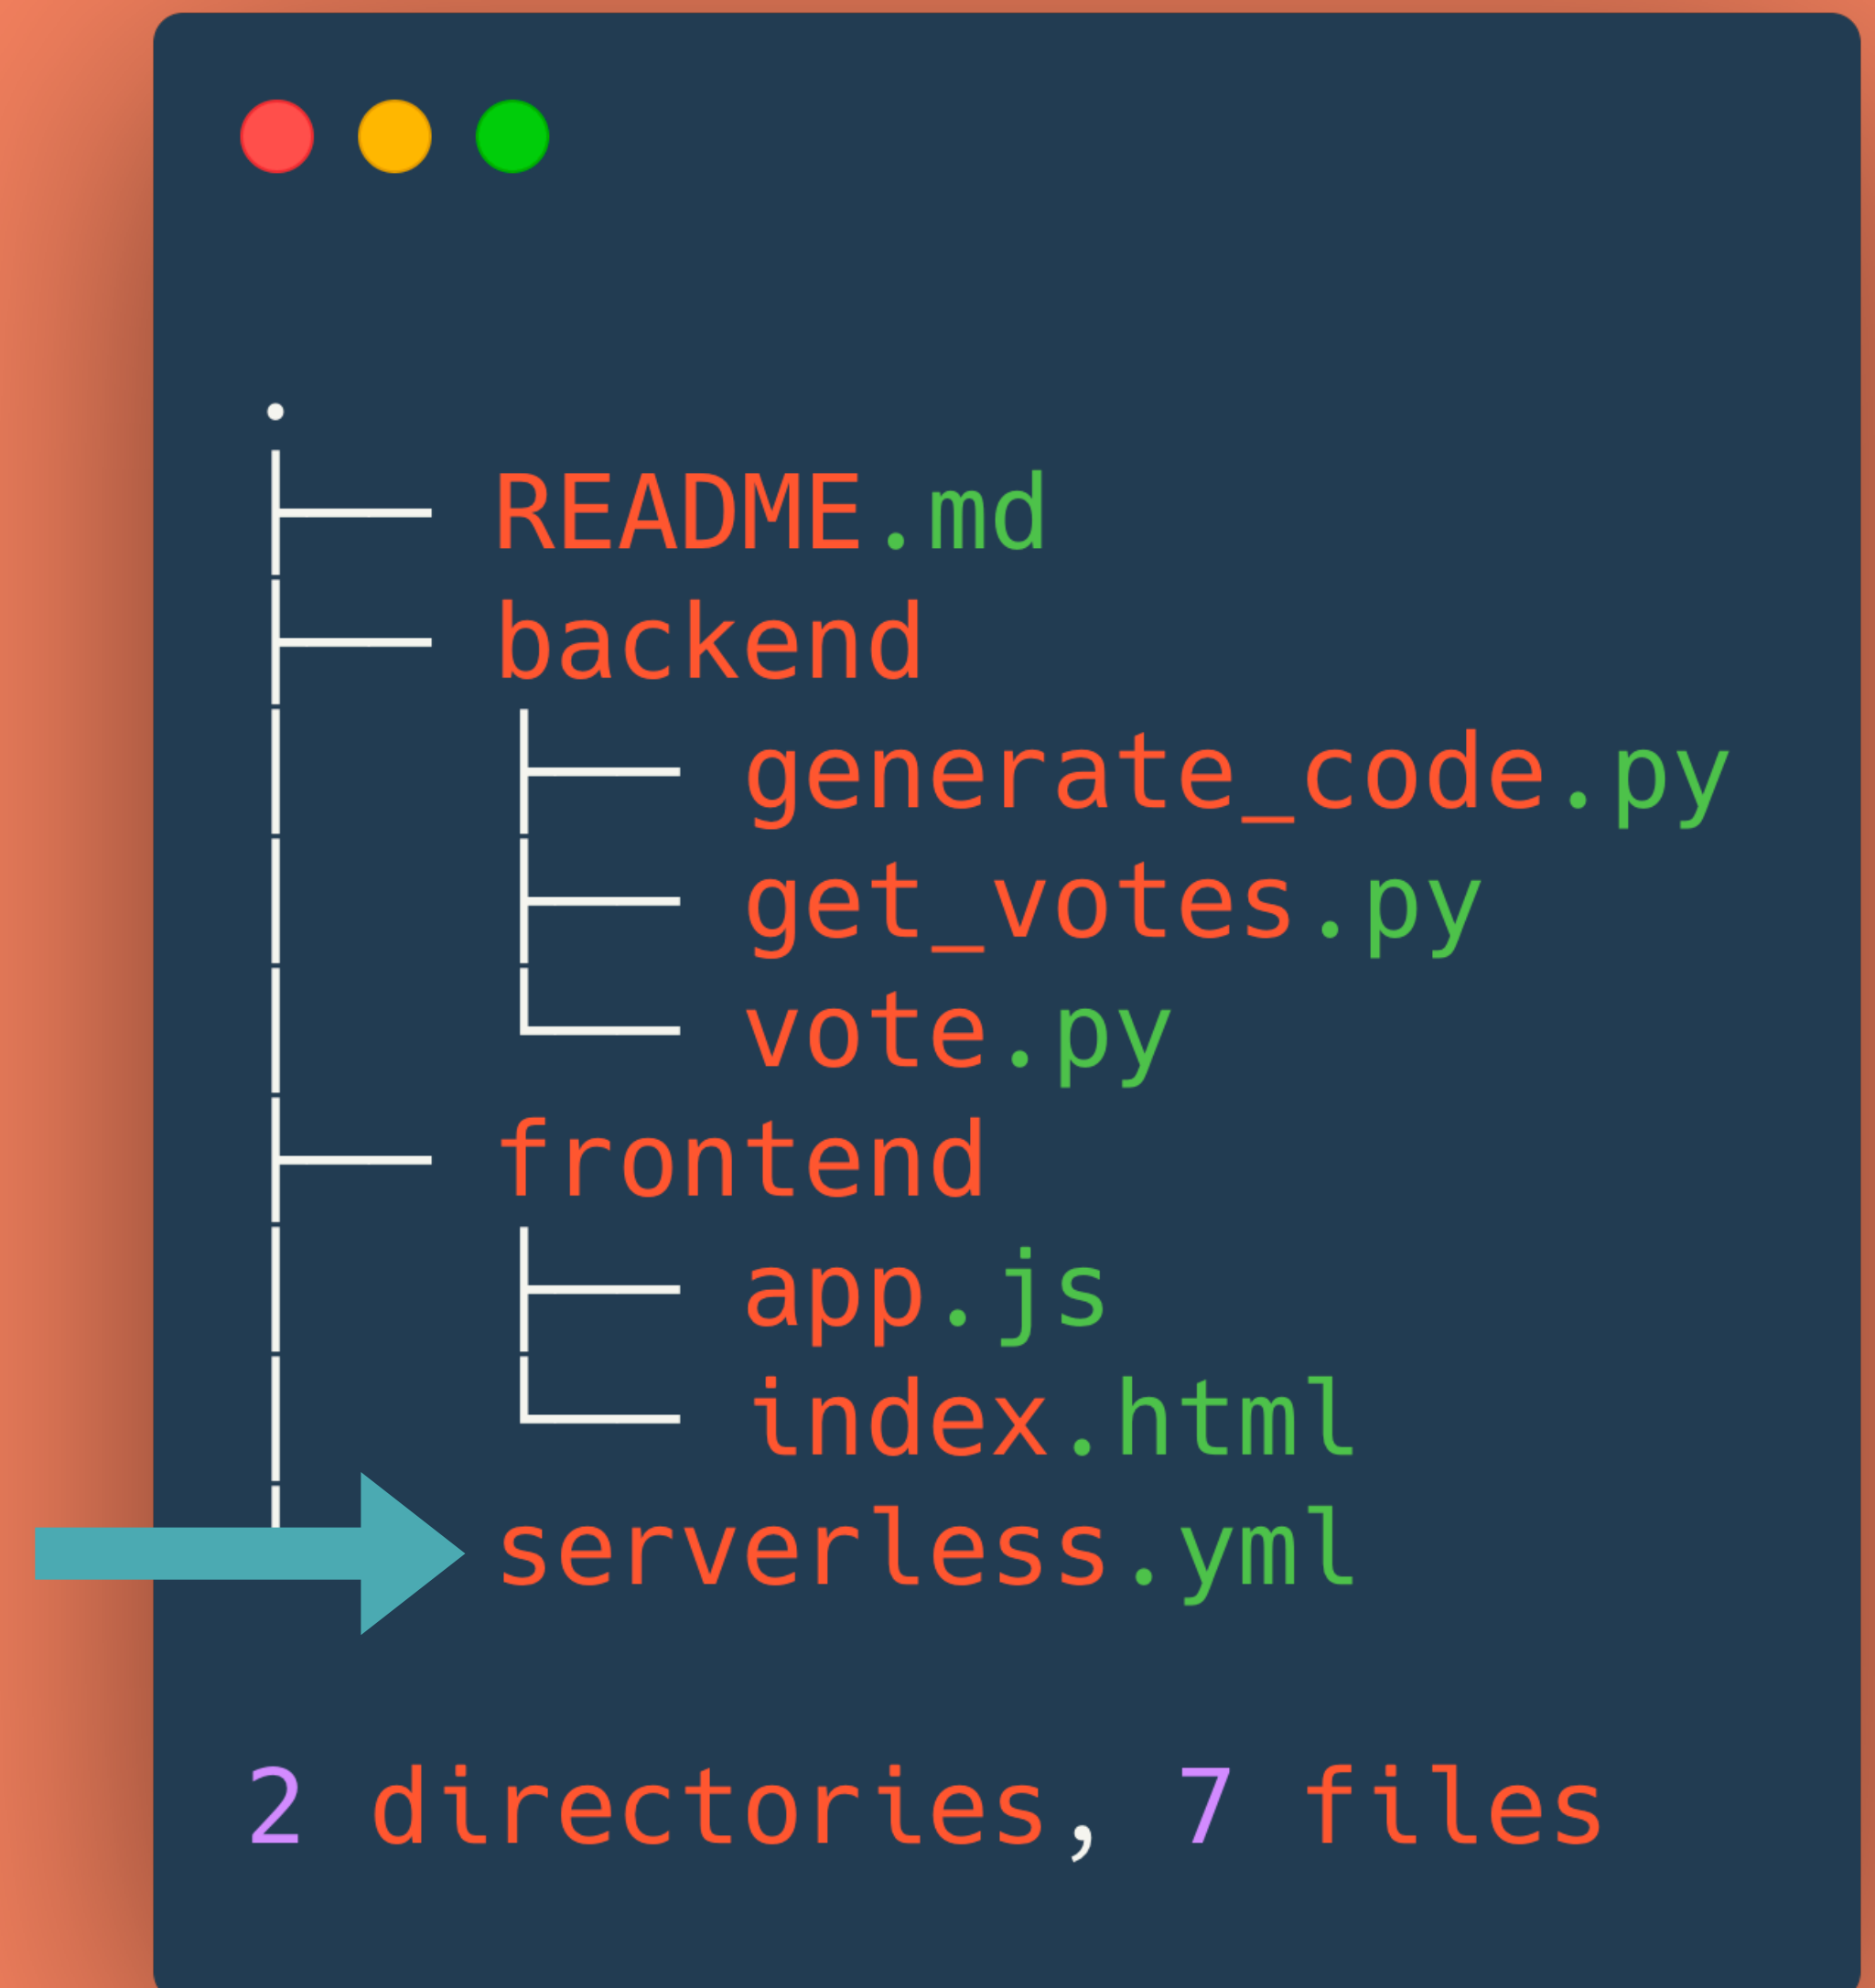 .
├── README.md
├── backend
│   ├── generate_code.py
│   ├── get_votes.py
│   └── vote.py
├── frontend
│   ├── app.js
│   └── index.html
serverless.yml
2 directories, 7 files